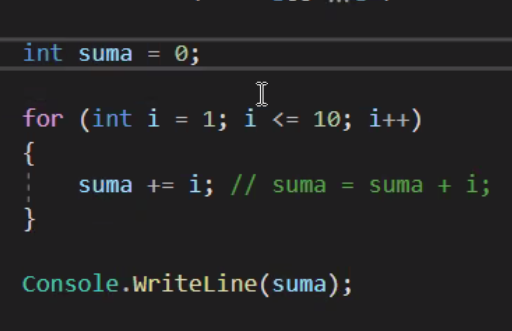 int suma = 0;
for (int i = 1; i <= 10; i++)
{
suma += i; // suma = suma + i;
}
Console.WriteLine(suma);